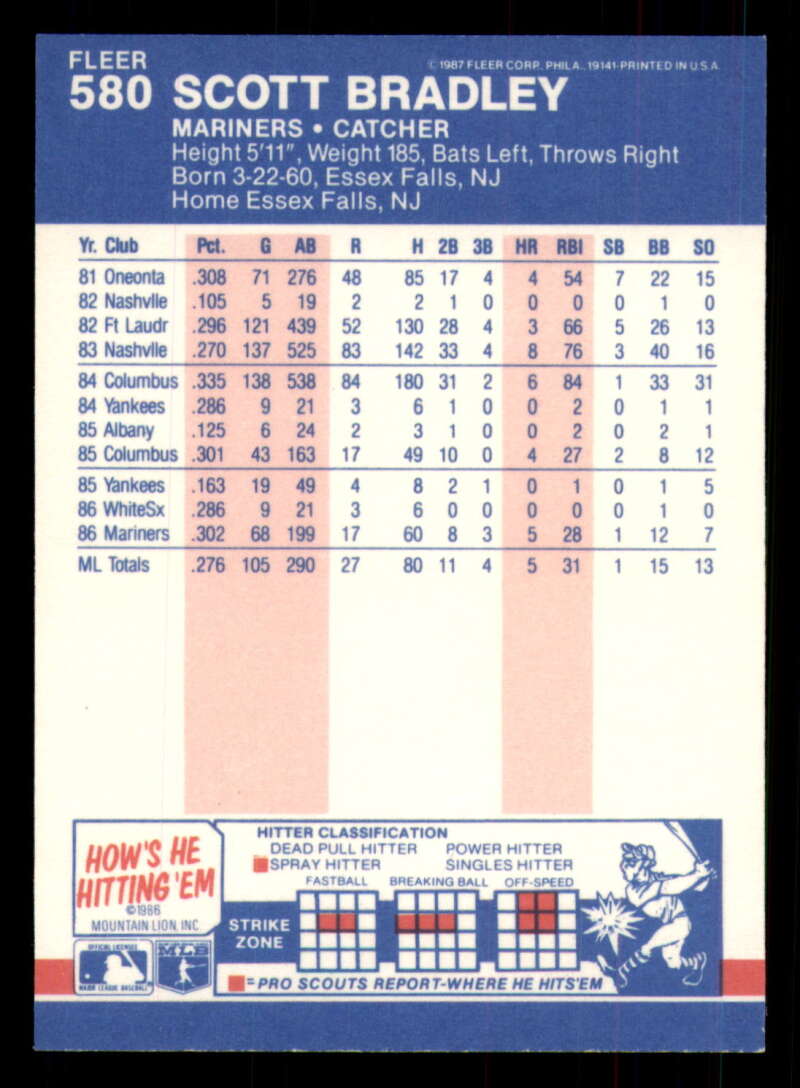 FLEER
© 1987 FLEER CORP. PHILA., 19141-PRINTED IN U.S.A.
580 SCOTT BRADLEY
MARINERS • CATCHER
Height 5'11", Weight 185, Bats Left, Throws Right
Born 3-22-60, Essex Falls, NJ
Home Essex Falls, NJ
Yr. Club Pct. G AB R H 2B 3B HR RBI SB BB SO
81 Oneonta .308 71 276 48 85 17 4 4 54 7 22 15
82 Nashvlle .105 5 19 2 2 1 0 0 0 0 1 0
82 Ft Laudr .296 121 439 52 130 28 4 3 66 5 26 13
83 Nashvlle .270 137 525 83 142 33 4 8 76 3 40 16
84 Columbus .335 138 538 84 180 31 2 6 84 1 33 31
84 Yankees .286 9 21 3 6 1 0 0 2 0 1 1
85 Albany .125 6 24 2 3 1 0 0 2 0 2 1
85 Columbus .301 43 163 17 49 10 0 4 27 2 8 12
85 Yankees .163 19 49 4 8 2 1 0 1 0 1 5
86 WhiteSx .286 9 21 3 6 0 0 0 0 0 1 0
86 Mariners .302 68 199 17 60 8 3 5 28 1 12 7
ML Totals .276 105 290 27 80 11 4 5 31 1 15 13
HOW'S HE
HITTING 'EM
©1986
MOUNTAIN LION, INC
HITTER CLASSIFICATION
DEAD PULL HITTER POWER HITTER
SPRAY HITTER SINGLES HITTER
FASTBALL BREAKING BALL OFF-SPEED
STRIKE
ZONE
= PRO SCOUTS REPORT-WHERE HE HITS'EM
OFFICIAL LICENSEE
MAJOR LEAGUE BASEBALL
MLB